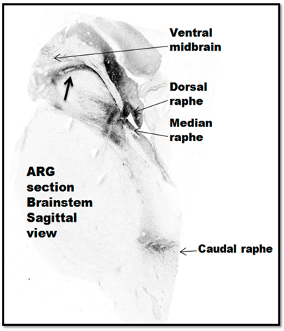 Ventral
midbrain
Dorsal
raphe
Median
raphe
ARG
section
Brainstem
Sagittal
view
Caudal raphe